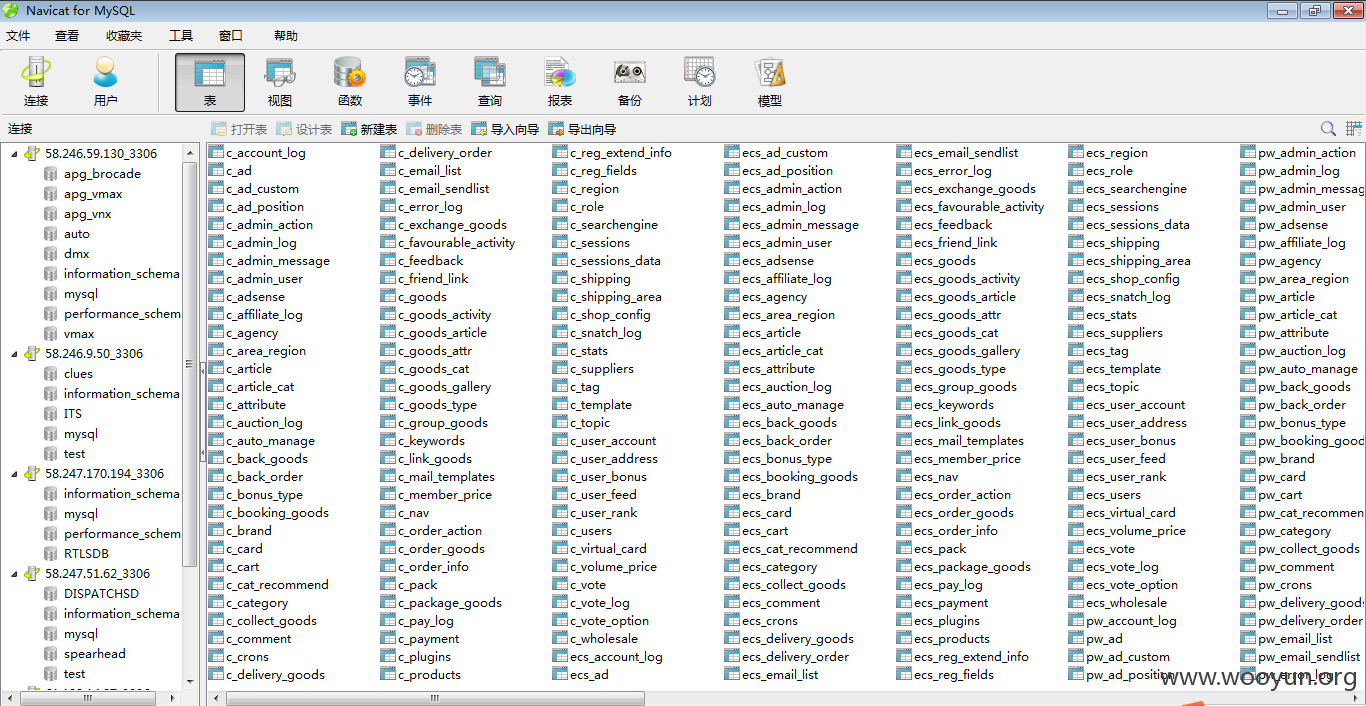 Navicat for MySQL
文件 查看 收藏夹 工具 窗口 帮助
连接 用户 表 视图 函数 事件 查询 报表 备份 计划 模型
连接 打开表 设计表 新建表 删除表 导入向导 导出向导
58.246.59.130_3306
apg_brocade
apg_vmax
apg_vnx
auto
dmx
information_schema
mysql
performance_schem
vmax
58.246.9.50_3306
clues
information_schema
ITS
mysql
test
58.247.170.194_3306
information_schema
mysql
performance_schem
RTLSDB
58.247.51.62_3306
DISPATCHSD
information_schema
mysql
spearhead
test
c_account_log
c_ad
c_ad_custom
c_ad_position
c_admin_action
c_admin_log
c_admin_message
c_admin_user
c_adsense
c_affiliate_log
c_agency
c_area_region
c_article
c_article_cat
c_attribute
c_auction_log
c_auto_manage
c_back_goods
c_back_order
c_bonus_type
c_booking_goods
c_brand
c_card
c_cart
c_cat_recommend
c_category
c_collect_goods
c_comment
c_crons
c_delivery_goods
c_delivery_order
c_email_list
c_email_sendlist
c_error_log
c_exchange_goods
c_favourable_activity
c_feedback
c_friend_link
c_goods
c_goods_activity
c_goods_article
c_goods_attr
c_goods_cat
c_goods_gallery
c_goods_type
c_group_goods
c_keywords
c_link_goods
c_mail_templates
c_member_price
c_nav
c_order_action
c_order_goods
c_order_info
c_pack
c_package_goods
c_pay_log
c_payment
c_plugins
c_products
c_reg_extend_info
c_reg_fields
c_region
c_role
c_searchengine
c_sessions
c_sessions_data
c_shipping
c_shipping_area
c_shop_config
c_snatch_log
c_stats
c_suppliers
c_tag
c_template
c_topic
c_user_account
c_user_address
c_user_bonus
c_user_feed
c_user_rank
c_users
c_virtual_card
c_volume_price
c_vote
c_vote_log
c_vote_option
c_wholesale
ecs_account_log
ecs_ad
ecs_ad_custom
ecs_ad_position
ecs_admin_action
ecs_admin_log
ecs_admin_message
ecs_admin_user
ecs_adsense
ecs_affiliate_log
ecs_agency
ecs_area_region
ecs_article
ecs_article_cat
ecs_attribute
ecs_auction_log
ecs_auto_manage
ecs_back_goods
ecs_back_order
ecs_bonus_type
ecs_booking_goods
ecs_brand
ecs_card
ecs_cart
ecs_cat_recommend
ecs_category
ecs_collect_goods
ecs_comment
ecs_crons
ecs_delivery_goods
ecs_delivery_order
ecs_email_list
ecs_email_sendlist
ecs_error_log
ecs_exchange_goods
ecs_favourable_activity
ecs_feedback
ecs_friend_link
ecs_goods
ecs_goods_activity
ecs_goods_article
ecs_goods_attr
ecs_goods_cat
ecs_goods_gallery
ecs_goods_type
ecs_group_goods
ecs_keywords
ecs_link_goods
ecs_mail_templates
ecs_member_price
ecs_nav
ecs_order_action
ecs_order_goods
ecs_order_info
ecs_pack
ecs_package_goods
ecs_pay_log
ecs_payment
ecs_plugins
ecs_products
ecs_reg_extend_info
ecs_reg_fields
ecs_region
ecs_role
ecs_searchengine
ecs_sessions
ecs_sessions_data
ecs_shipping
ecs_shipping_area
ecs_shop_config
ecs_snatch_log
ecs_stats
ecs_suppliers
ecs_tag
ecs_template
ecs_topic
ecs_user_account
ecs_user_address
ecs_user_bonus
ecs_user_feed
ecs_user_rank
ecs_users
ecs_virtual_card
ecs_volume_price
ecs_vote
ecs_vote_log
ecs_vote_option
ecs_wholesale
pw_account_log
pw_ad
pw_ad_custom
pw_ad_position
pw_admin_action
pw_admin_log
pw_admin_messag
pw_admin_user
pw_adsense
pw_affiliate_log
pw_agency
pw_area_region
pw_article
pw_article_cat
pw_attribute
pw_auction_log
pw_auto_manage
pw_back_goods
pw_back_order
pw_bonus_type
pw_booking_good
pw_brand
pw_card
pw_cart
pw_cat_recommen
pw_category
pw_collect_goods
pw_comment
pw_crons
pw_delivery_goods
pw_delivery_order
pw_email_list
pw_email_sendlist
pw_error_log
www.wooyun.org